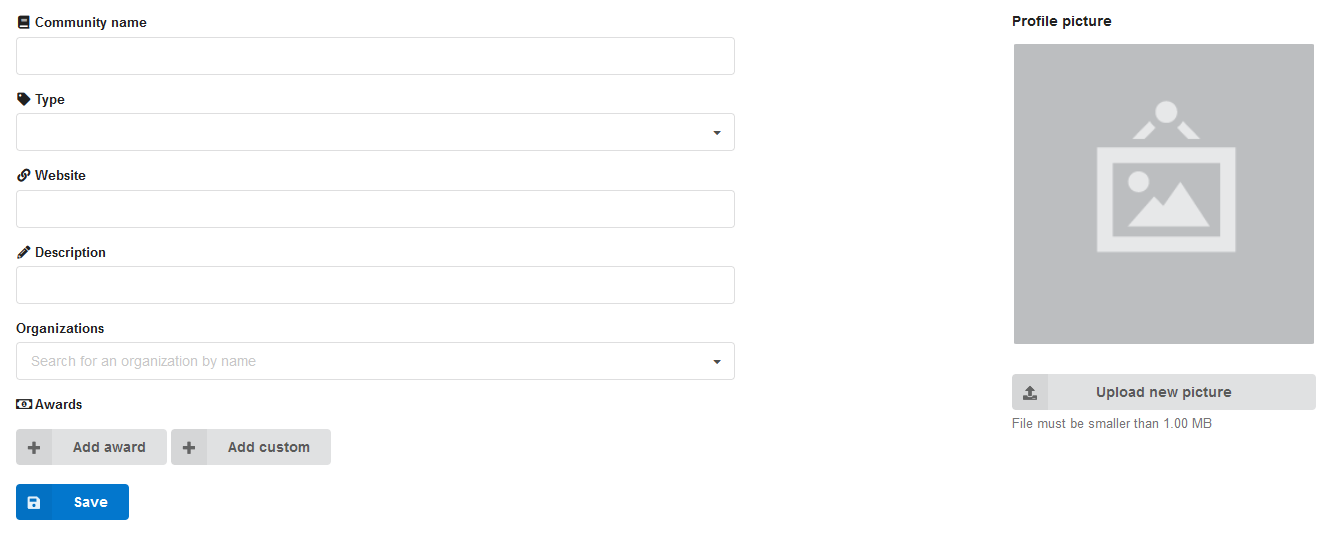 Community name
Type
Website
Description
Organizations
Search for an organization by name
Awards
Add award
Add custom
Save
Profile picture
Upload new picture
File must be smaller than 1.00 MB